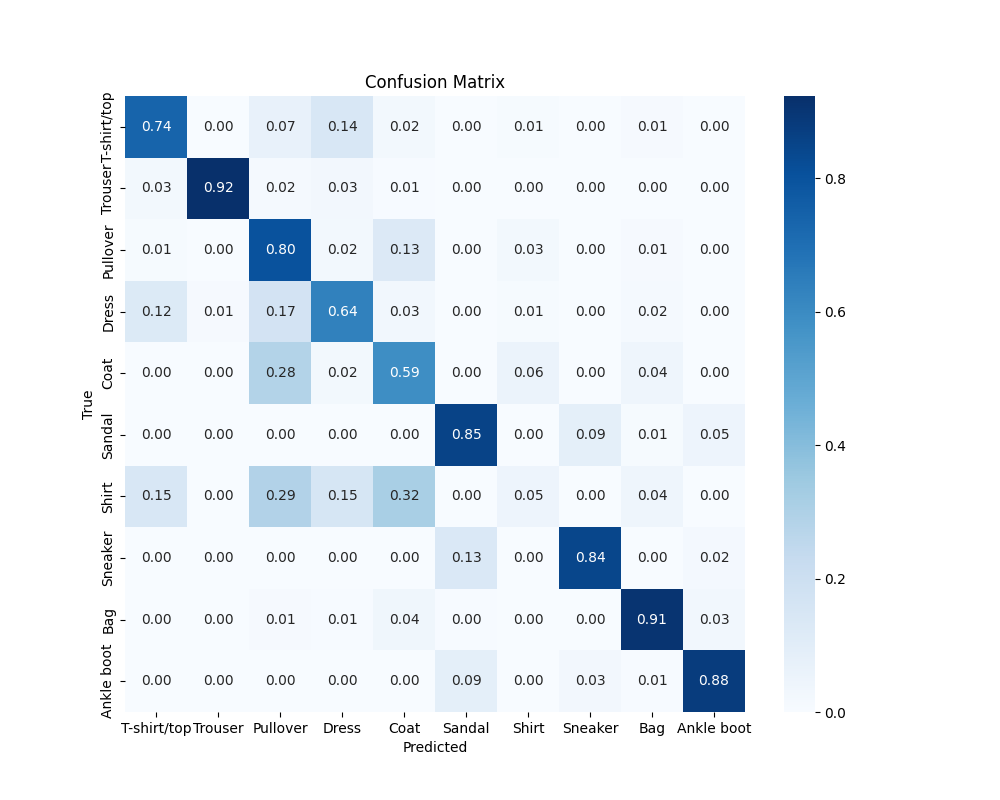 Confusion Matrix
T-shirt/top 0.74 0.00 0.07 0.14 0.02 0.00 0.01 0.00 0.01 0.00
Trouser 0.03 0.92 0.02 0.03 0.01 0.00 0.00 0.00 0.00 0.00
Pullover 0.01 0.00 0.80 0.02 0.13 0.00 0.03 0.00 0.01 0.00
Dress 0.12 0.01 0.17 0.64 0.03 0.00 0.01 0.00 0.02 0.00
Coat 0.00 0.00 0.28 0.02 0.59 0.00 0.06 0.00 0.04 0.00
Sandal 0.00 0.00 0.00 0.00 0.00 0.85 0.00 0.09 0.01 0.05
Shirt 0.15 0.00 0.29 0.15 0.32 0.00 0.05 0.00 0.04 0.00
Sneaker 0.00 0.00 0.00 0.00 0.00 0.13 0.00 0.84 0.00 0.02
Bag 0.00 0.00 0.01 0.01 0.04 0.00 0.00 0.00 0.91 0.03
Ankle boot 0.00 0.00 0.00 0.00 0.00 0.09 0.00 0.03 0.01 0.88
True
T-shirt/top Trouser Pullover Dress Coat Sandal Shirt Sneaker Bag Ankle boot
Predicted
0.8
0.6
0.4
0.2
0.0